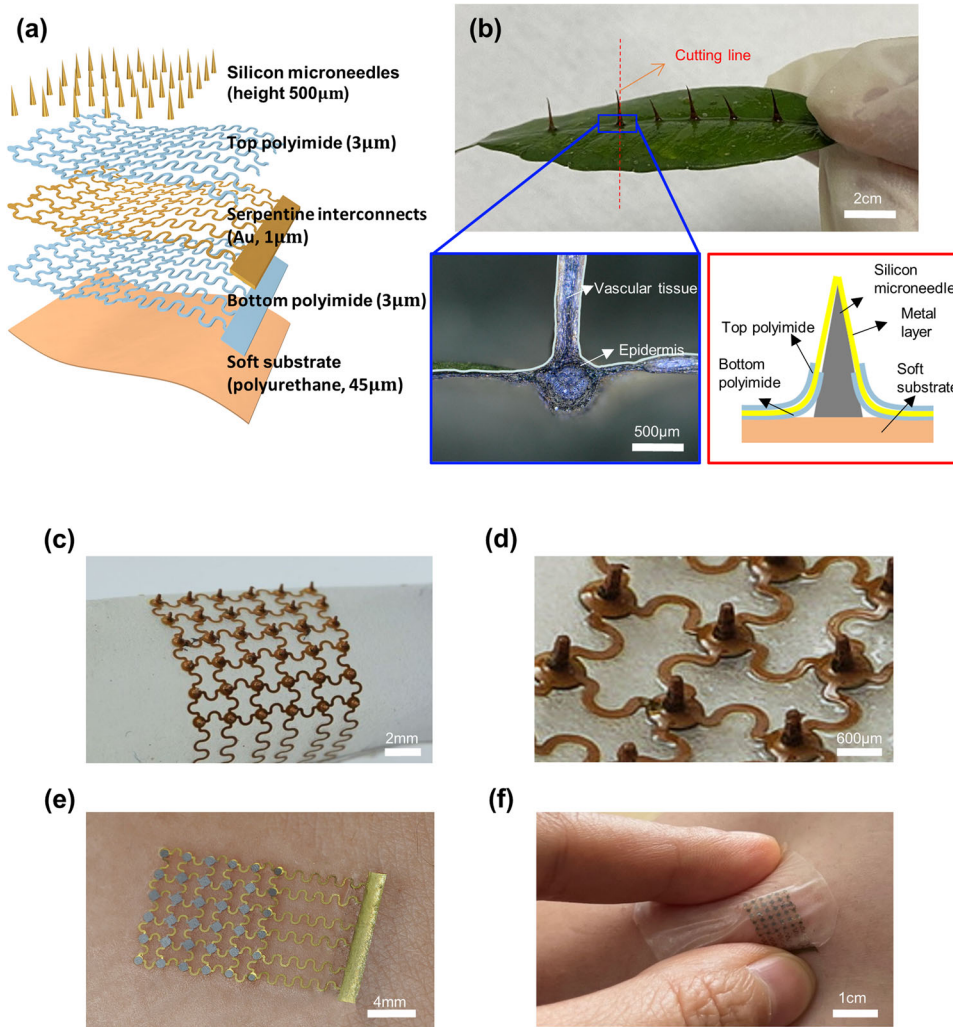 (a)
Silicon microneedles
(height 500μm)
Top polyimide (3μm)
Serpentine interconnects
(Au, 1μm)
Bottom polyimide (3μm)
Soft substrate
(polyurethane, 45μm)
(b)
Cutting line
2cm
Vascular tissue
Epidermis
500μm
Silicon
microneedle
Metal
layer
Top polyimide
Bottom
polyimide
Soft
substrate
(c)
2mm
(d)
600μm
(e)
4mm
(f)
1cm